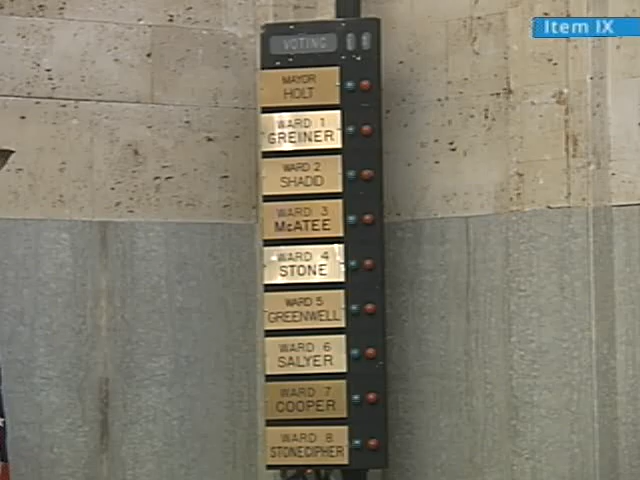 Item IX
VOTING
MAYOR
HOLT
WARD 1
GREINER
WARD 2
SHADD
WARD 3
McATEE
WARD 4
STONE
WARD 5
GREENWELL
WARD 6
SALYER
WARD 7
COOPER
WARD 8
STONECIPHER